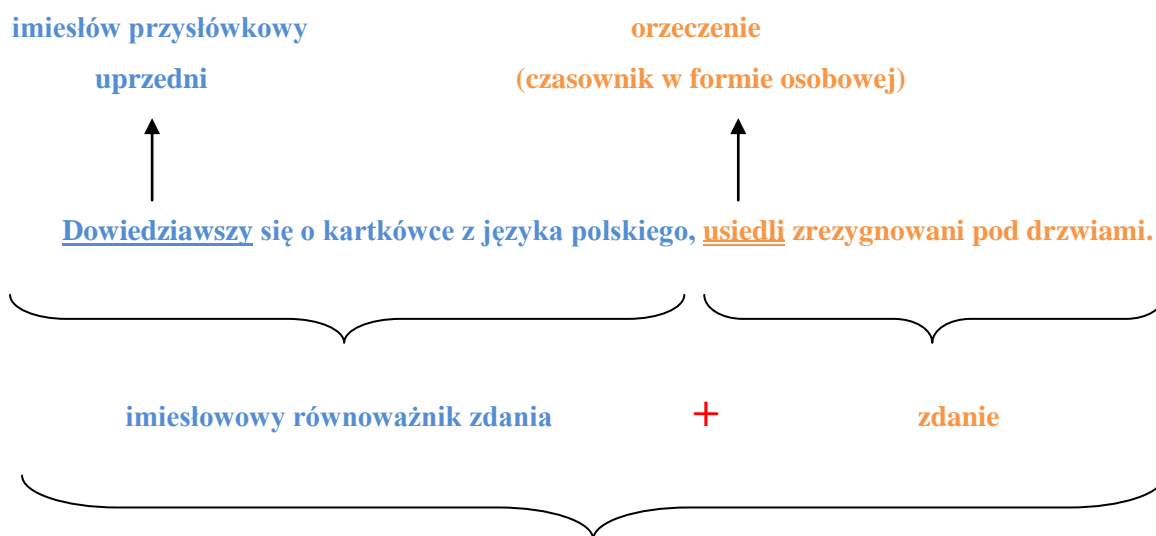 imiesłów przysłówkowy
uprzedni
orzeczenie
(czasownik w formie osobowej)
Dowiedziawszy się o kartkówce z języka polskiego, usiedli zrezygnowani pod drzwiami.
imiesłowowy równoważnik zdania + zdanie